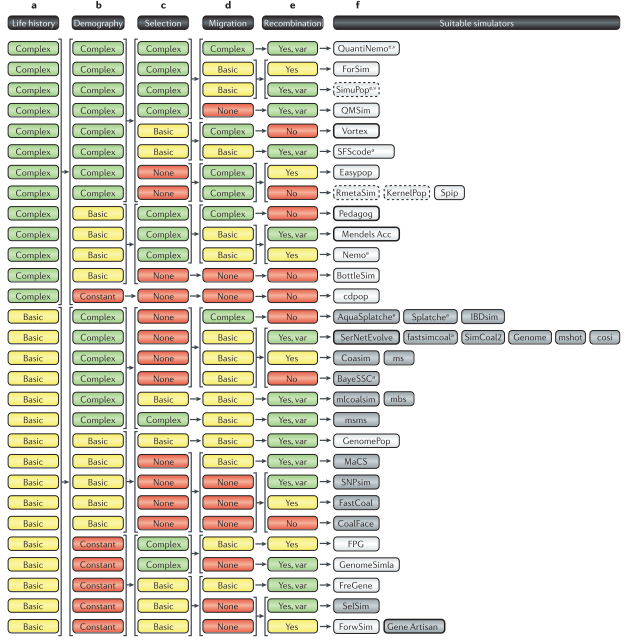 a b c d e f
Life history Demography Selection Migration Recombination Suitable simulators
Complex Complex Complex Complex Yes, var QuantiNemoᵉ,ᵛ
Complex Complex Complex Basic Yes ForSim
Complex Complex Complex Basic Yes, var SimuPopᵉ,ᵛ
Complex Complex Complex None Yes, var QMSim
Complex Complex Basic Complex No Vortex
Complex Complex Basic Basic Yes, var SFScodeᵉ
Complex Complex None Complex Yes Easypop
Complex Complex None Complex No RmetaSim KernelPop Spip
Complex Basic Complex Complex No Pedagog
Complex Basic Complex Basic Yes, var Mendels Acc
Complex Basic Complex Basic Yes Nemoᵉ
Complex Basic None None No BottleSim
Complex Constant None None No cdpop
Basic Complex None Complex No AquaSplatcheᵉ Splatcheᵉ IBDsim
Basic Complex None Basic Yes, var SerNetEvolve fastsimcoalᵉ SimCoal2 Genome mshot cosi
Basic Complex None Basic Yes Coasim ms
Basic Complex None Basic No BayeSSCᵉ
Basic Complex Basic Basic Yes, var mlcoalsim mbs
Basic Complex Complex Basic Yes, var msms
Basic Basic Basic Basic Yes, var GenomePop
Basic Basic None Basic Yes, var MaCS
Basic Basic None None Yes, var SNPsim
Basic Basic None None Yes FastCoal
Basic Basic None None No CoalFace
Basic Constant Complex Basic Yes FPG
Basic Constant Complex None Yes, var GenomeSimla
Basic Constant Basic Basic Yes, var FreGene
Basic Constant Basic None Yes, var SelSim
Basic Constant Basic None Yes ForwSim Gene Artisan